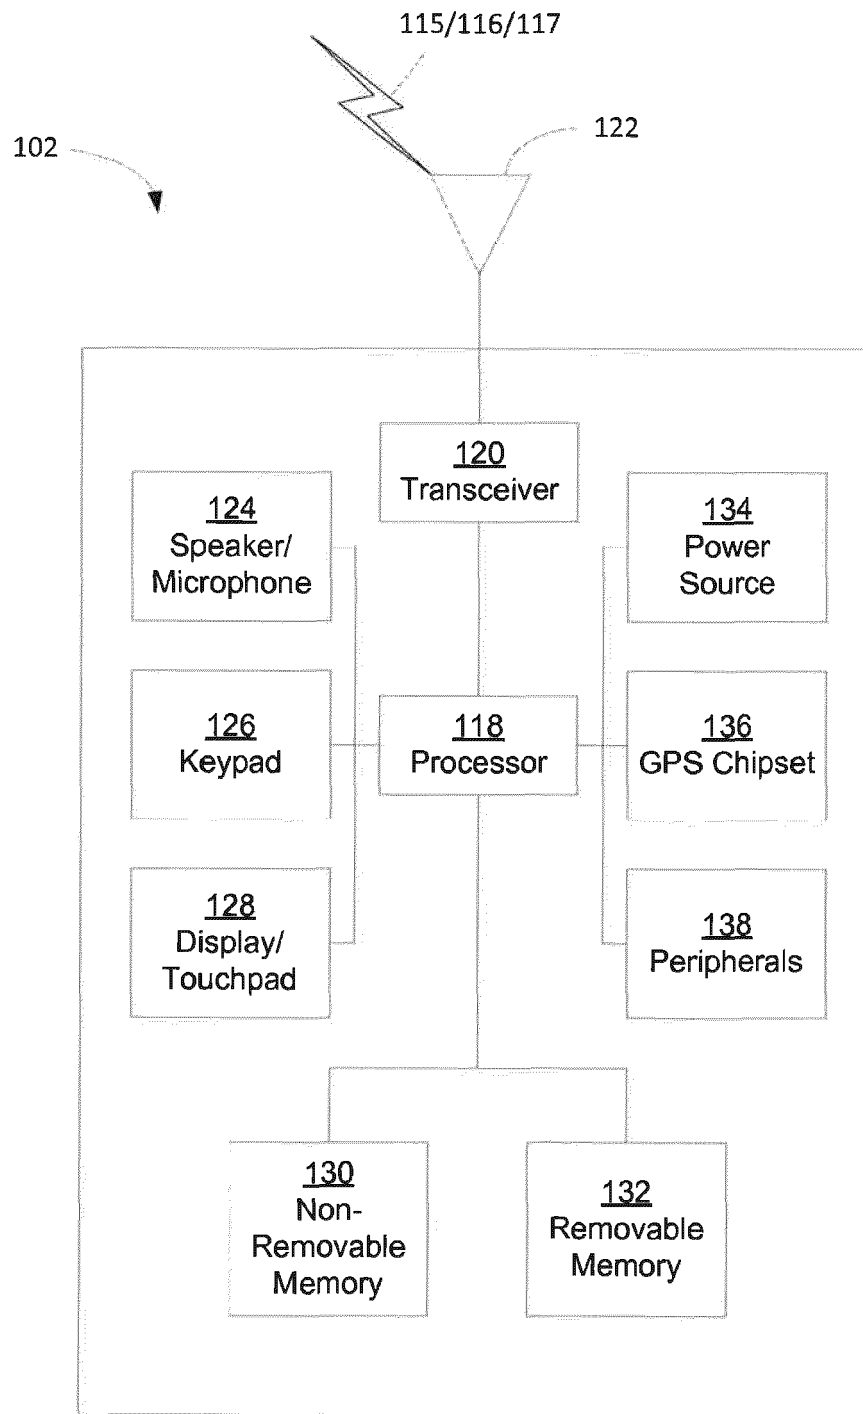 115/116/117
122
102
120
Transceiver
124
Speaker/
Microphone
134
Power
Source
126
Keypad
118
Processor
136
GPS Chipset
128
Display/
Touchpad
138
Peripherals
130
Non-
Removable
Memory
132
Removable
Memory